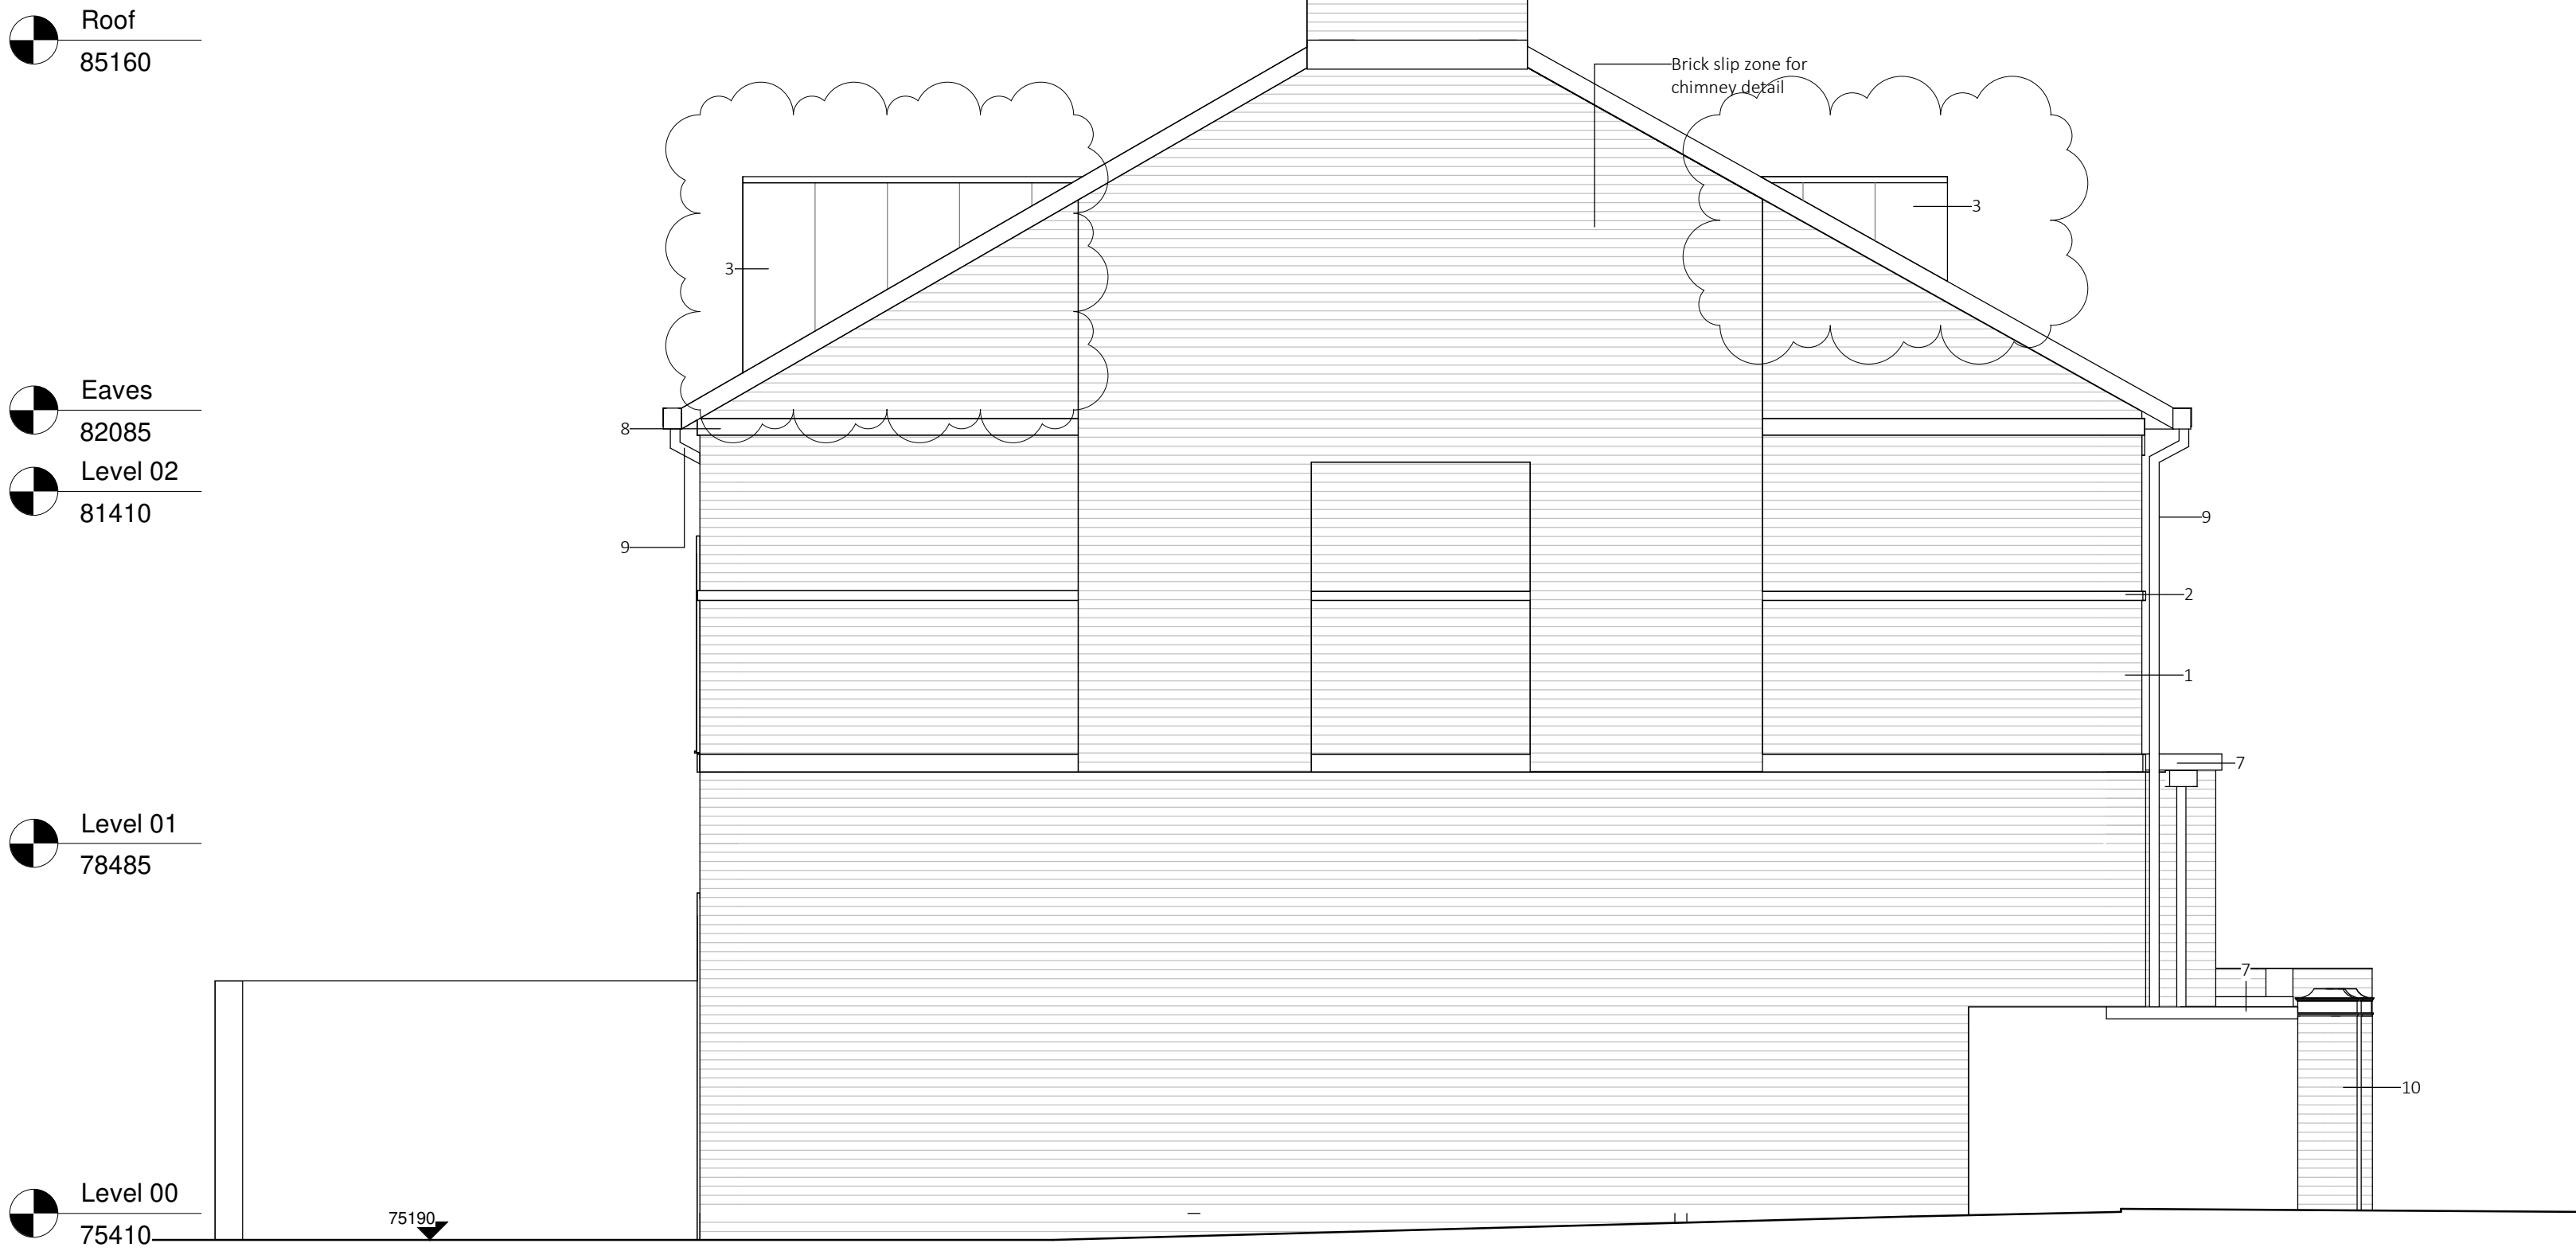 Roof
85160
Brick slip zone for
chimney detail
3
3
Eaves
82085
8
Level 02
81410
9
9
2
1
7
Level 01
78485
7
10
Level 00
75410
75190